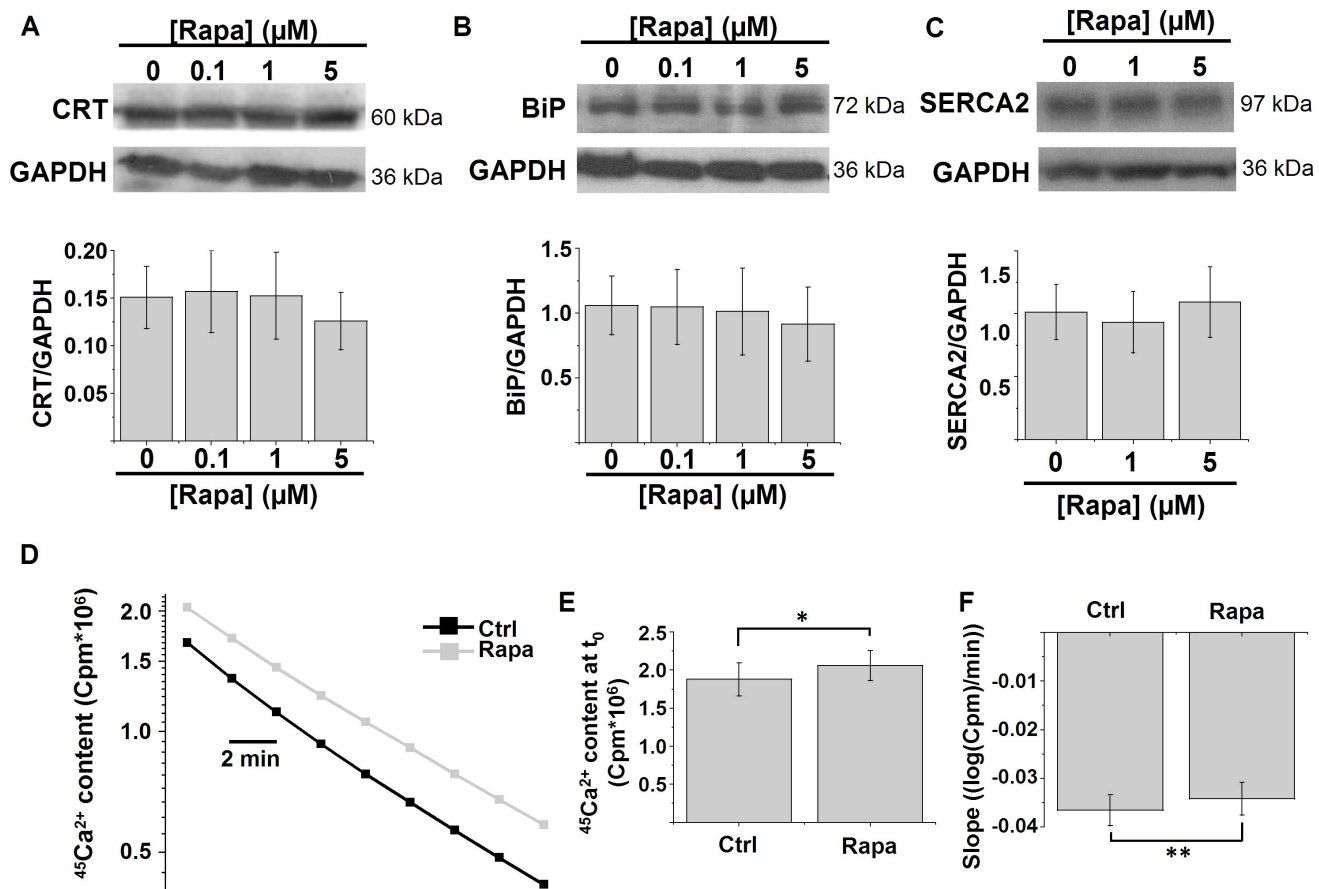 A
[Rapa] (µM)
0 0.1 1 5
CRT
60 kDa
GAPDH
36 kDa
0.20
0.15
0.10
0.05
CRT/GAPDH
0 0.1 1 5
[Rapa] (µM)
B
[Rapa] (µM)
0 0.1 1 5
BiP
72 kDa
GAPDH
36 kDa
1.5
1.0
0.5
BiP/GAPDH
0 0.1 1 5
[Rapa] (µM)
C
[Rapa] (µM)
0 1 5
SERCA2
97 kDa
GAPDH
36 kDa
1.5
1.0
0.5
SERCA2/GAPDH
0 1 5
[Rapa] (µM)
D
⁴⁵Ca²⁺ content (Cpm*10⁶)
2.0
1.5
1.0
0.5
Ctrl
Rapa
2 min
E
⁴⁵Ca²⁺ content at t₀
(Cpm*10⁶)
2.5
2.0
1.5
1.0
0.5
*
Ctrl Rapa
F
Ctrl Rapa
Slope ((log(Cpm)/min))
-0.01
-0.02
-0.03
-0.04
**